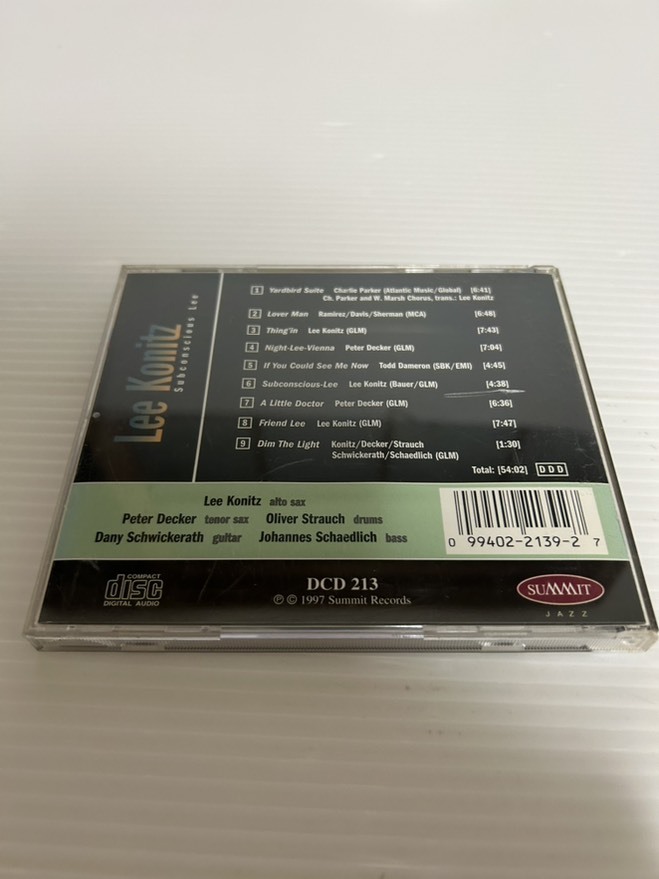 Lee Konitz
Subconscious Lee
1 Yardbird Suite Charlie Parker (Atlantic Music/Global) [6:41]
Ch. Parker and W. Marsh Chorus, trans.: Lee Konitz
2 Lover Man Ramirez/Davis/Sherman (MCA) [6:48]
3 Thing'in Lee Konitz (GLM) [7:43]
4 Night-Lee-Vienna Peter Decker (GLM) [7:04]
5 If You Could See Me Now Todd Dameron (SBK/EMI) [4:45]
6 Subconscious-Lee Lee Konitz (Bauer/GLM) [4:38]
7 A Little Doctor Peter Decker (GLM) [6:36]
8 Friend Lee Lee Konitz (GLM) [7:47]
9 Dim The Light Konitz/Decker/Strauch [1:30]
Schwickerath/Schaedlich (GLM)
Total: [54:02] DDD
Lee Konitz alto sax
Peter Decker tenor sax Oliver Strauch drums
Dany Schwickerath guitar Johannes Schaedlich bass
0 99402-2139-2 7
COMPACT
disc
DIGITAL AUDIO
DCD 213
℗ © 1997 Summit Records
SUMMIT
JAZZ